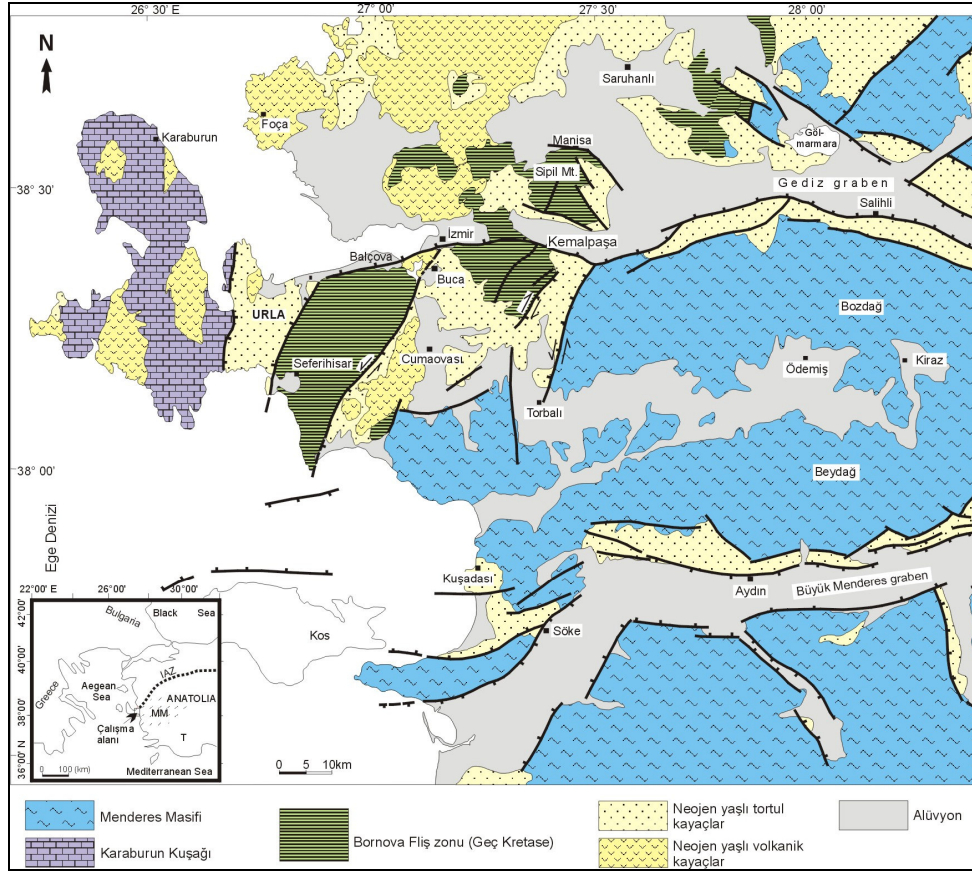 26° 30' E
27° 00'
27° 30'
28° 00'
N
Saruhanlı
Foça
Karaburun
Manisa
Göl-
marmara
Sipil Mt.
38° 30'
Gediz graben
Salihli
İzmir
Kemalpaşa
Balçova
Buca
URLA
Bozdağ
Seferihisar
Cumaovası
Ödemiş
Kiraz
Torbalı
38° 00'
Beydağ
Ege Denizi
Kuşadası
Aydın
Büyük Menderes graben
Kos
Söke
22°00' E
26°00'
30°00'
42°00'
40°00'
38°00'
36°00' N
Bulgaria
Black Sea
IAZ
Aegean
Sea
ANATOLIA
Greece
MM
Çalışma
alanı
T
0 100 (km)
Mediterranean Sea
0 5 10km
Menderes Masifi
Karaburun Kuşağı
Bornova Fliş zonu (Geç Kretase)
Neojen yaşlı tortul
kayaçlar
Neojen yaşlı volkanik
kayaçlar
Alüvyon